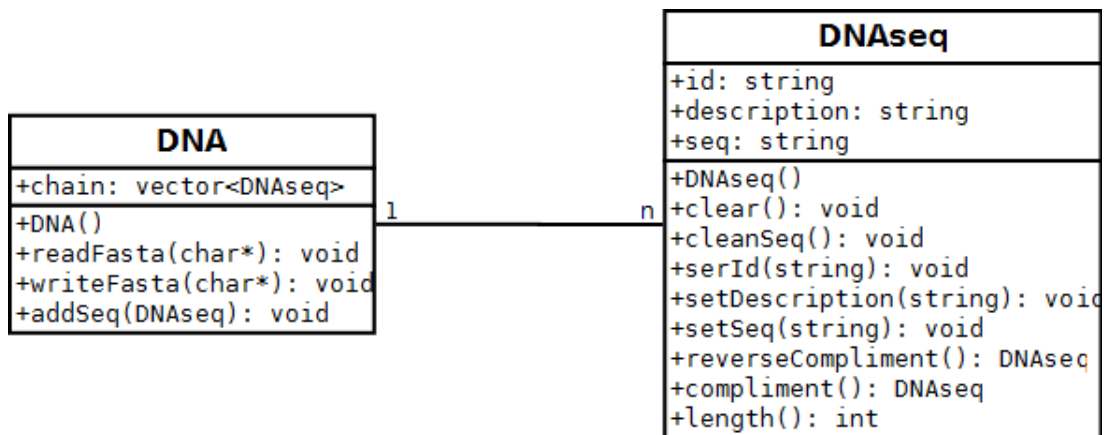 DNA
+chain: vector<DNAseq>
+DNA()
+readFasta(char*): void
+writeFasta(char*): void
+addSeq(DNAseq): void
1
n
DNAseq
+id: string
+description: string
+seq: string
+DNAseq()
+clear(): void
+cleanSeq(): void
+serId(string): void
+setDescription(string): void
+setSeq(string): void
+reverseCompliment(): DNAseq
+compliment(): DNAseq
+length(): int